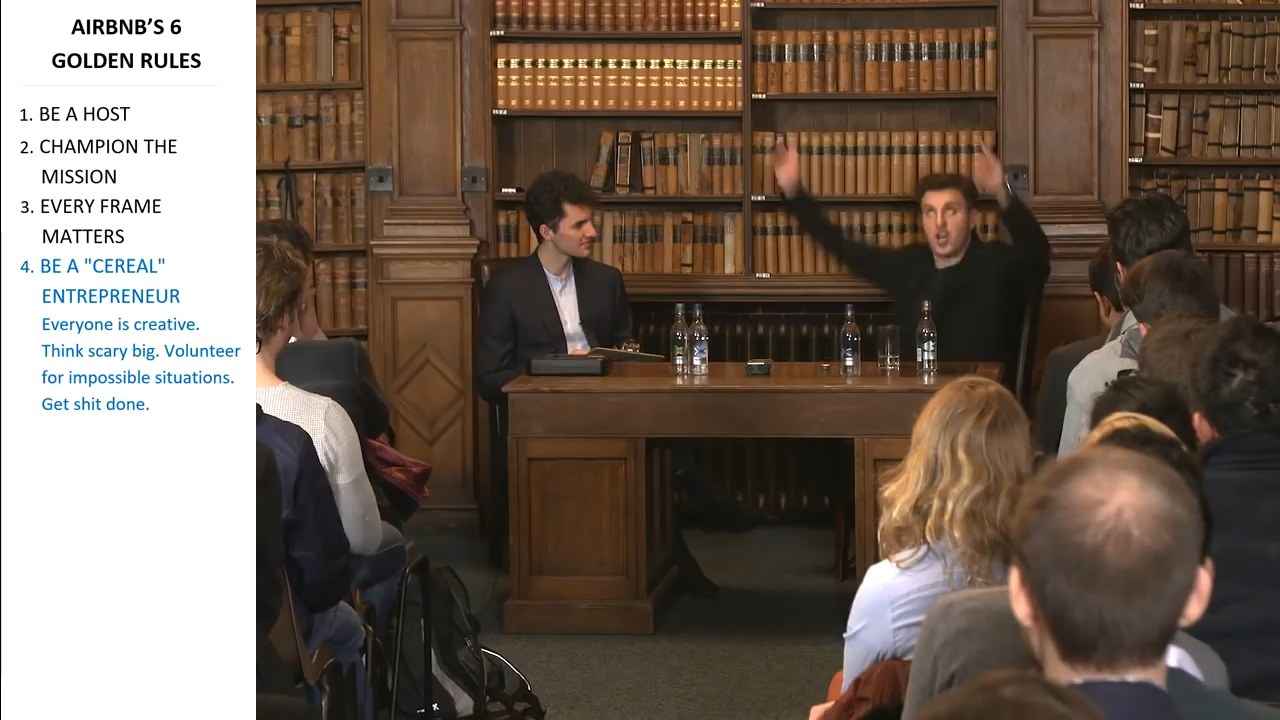 AIRBNB'S 6
GOLDEN RULES
1. BE A HOST
2. CHAMPION THE
MISSION
3. EVERY FRAME
MATTERS
4. BE A "CEREAL"
ENTREPRENEUR
Everyone is creative.
Think scary big. Volunteer
for impossible situations.
Get shit done.